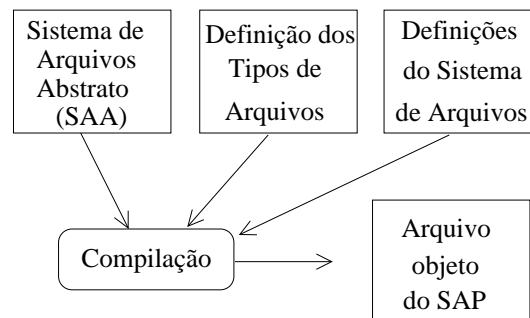 Sistema de
Arquivos
Abstrato
(SAA)
Definição dos
Tipos de
Arquivos
Definições
do Sistema
de Arquivos
Compilação
Arquivo
objeto
do SAP